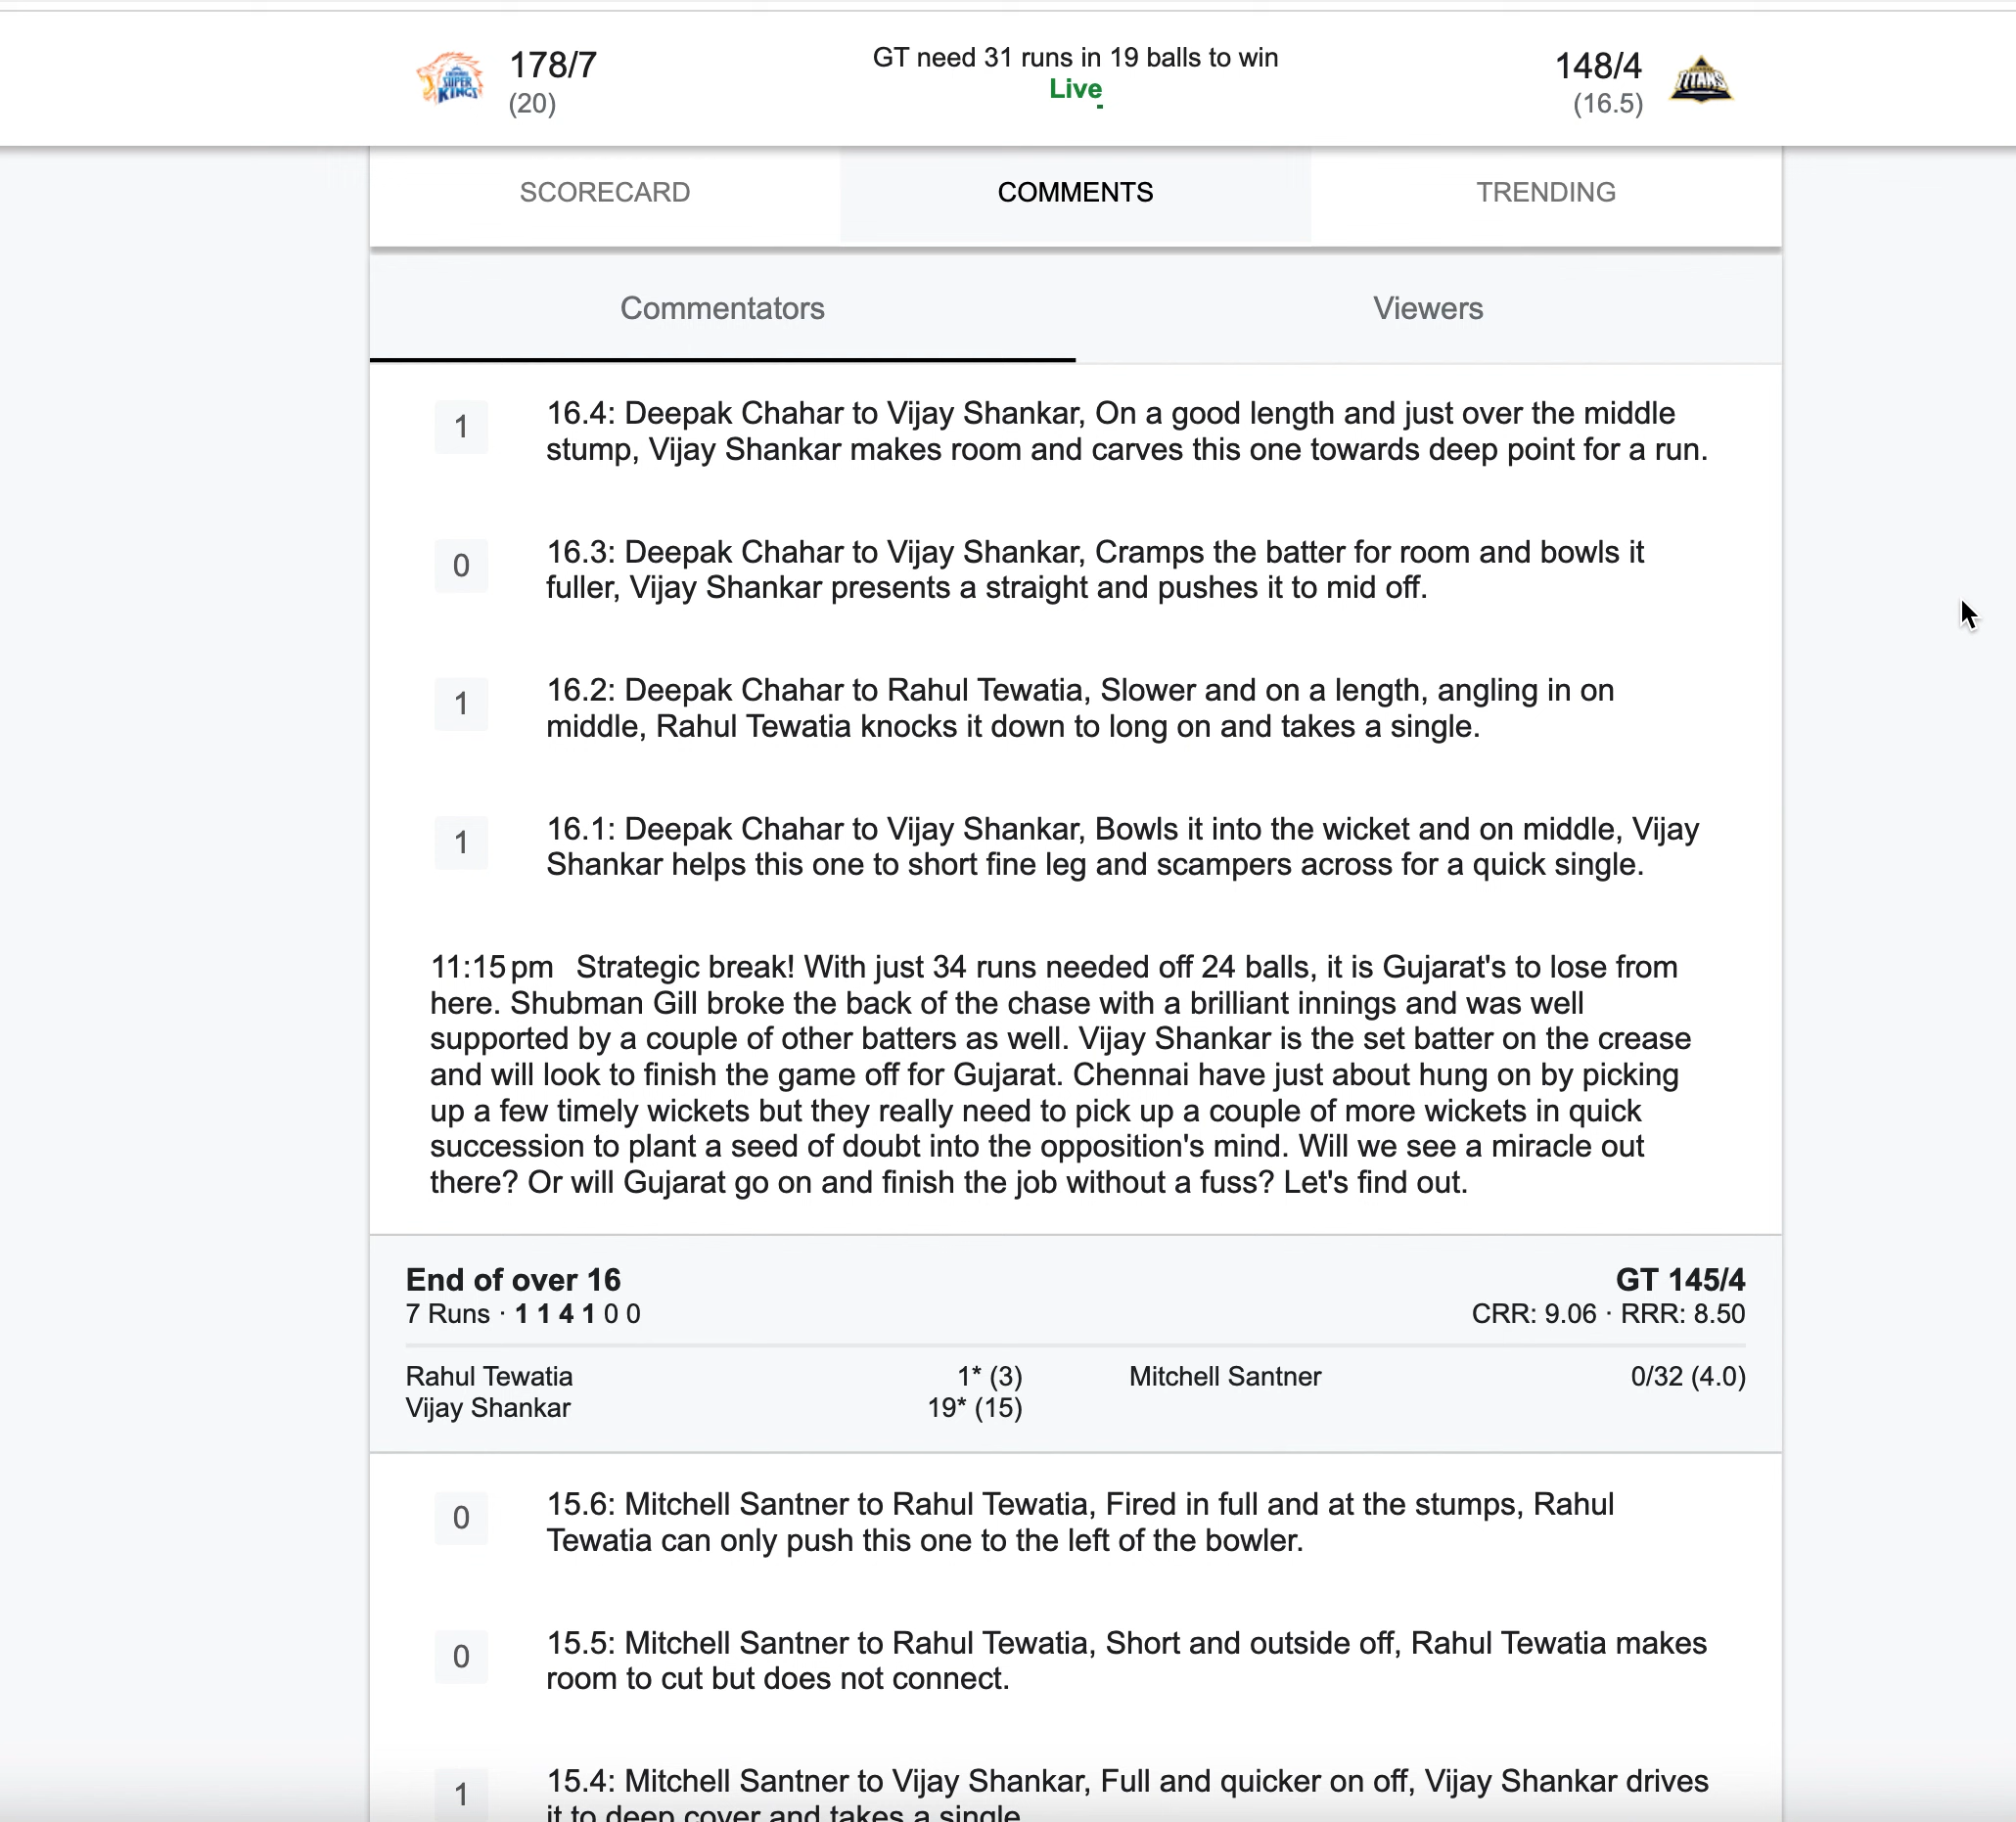 178/7
(20)
GT need 31 runs in 19 balls to win
Live
148/4
(16.5)
SUPER
KINGS
TITANS
SCORECARD
COMMENTS
TRENDING
Commentators
Viewers
1
16.4: Deepak Chahar to Vijay Shankar, On a good length and just over the middle
stump, Vijay Shankar makes room and carves this one towards deep point for a run.
0
16.3: Deepak Chahar to Vijay Shankar, Cramps the batter for room and bowls it
fuller, Vijay Shankar presents a straight and pushes it to mid off.
1
16.2: Deepak Chahar to Rahul Tewatia, Slower and on a length, angling in on
middle, Rahul Tewatia knocks it down to long on and takes a single.
1
16.1: Deepak Chahar to Vijay Shankar, Bowls it into the wicket and on middle, Vijay
Shankar helps this one to short fine leg and scampers across for a quick single.
11:15 pm Strategic break! With just 34 runs needed off 24 balls, it is Gujarat's to lose from
here. Shubman Gill broke the back of the chase with a brilliant innings and was well
supported by a couple of other batters as well. Vijay Shankar is the set batter on the crease
and will look to finish the game off for Gujarat. Chennai have just about hung on by picking
up a few timely wickets but they really need to pick up a couple of more wickets in quick
succession to plant a seed of doubt into the opposition's mind. Will we see a miracle out
there? Or will Gujarat go on and finish the job without a fuss? Let's find out.
End of over 16
GT 145/4
7 Runs · 1 1 4 1 0 0
CRR: 9.06 · RRR: 8.50
Rahul Tewatia 1* (3)
Mitchell Santner 0/32 (4.0)
Vijay Shankar 19* (15)
0
15.6: Mitchell Santner to Rahul Tewatia, Fired in full and at the stumps, Rahul
Tewatia can only push this one to the left of the bowler.
0
15.5: Mitchell Santner to Rahul Tewatia, Short and outside off, Rahul Tewatia makes
room to cut but does not connect.
1
15.4: Mitchell Santner to Vijay Shankar, Full and quicker on off, Vijay Shankar drives
it to deep cover and takes a single